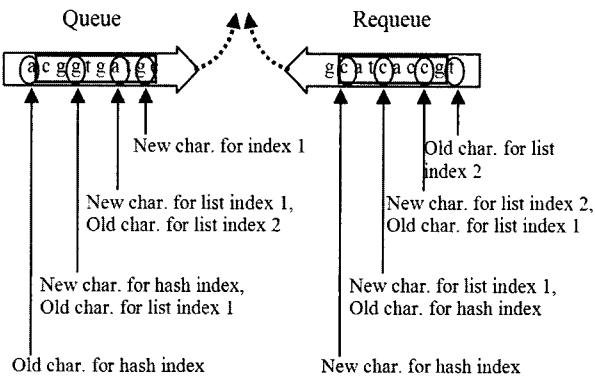 Queue
Requeue
a c g g t g a t g c
g c a t c a c c g t
New char. for index 1
Old char. for list
index 2
New char. for list index 1,
Old char. for list index 2
New char. for list index 2,
Old char. for list index 1
New char. for hash index,
Old char. for list index 1
New char. for list index 1,
Old char. for hash index
Old char. for hash index
New char. for hash index